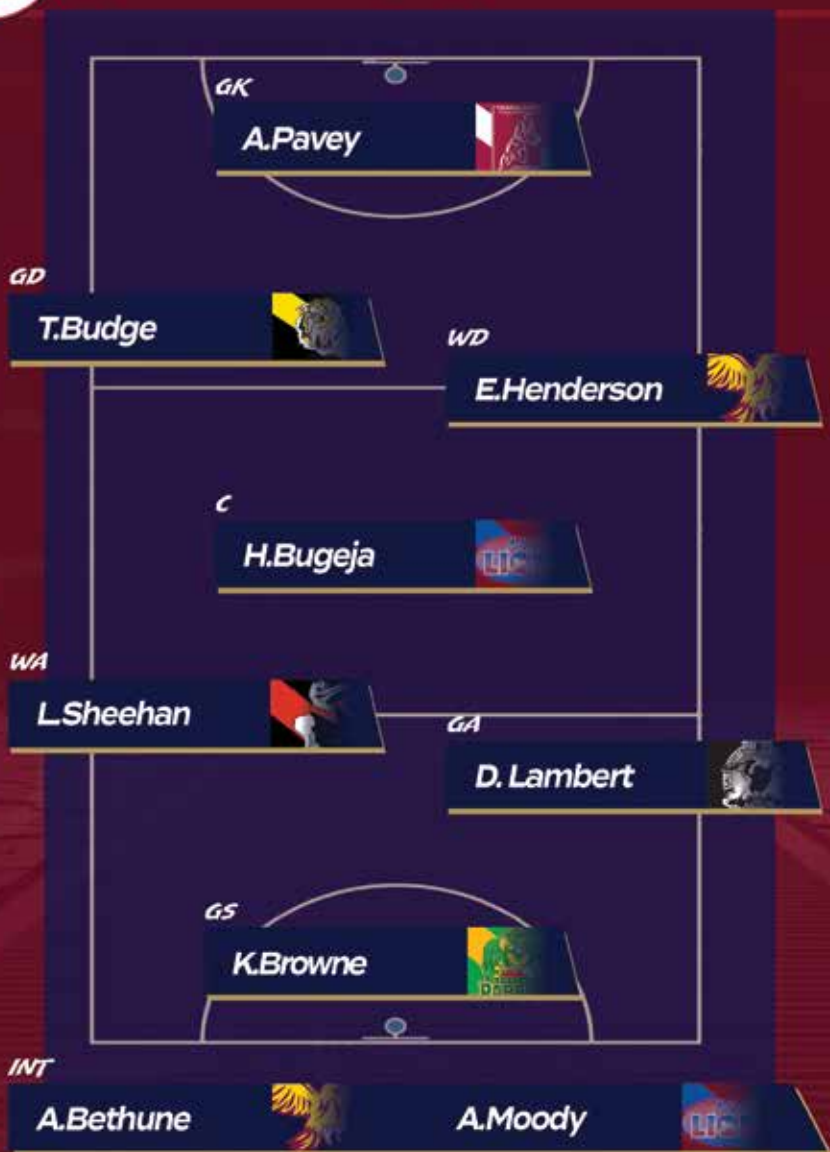 GK
A.Pavey
GD
T.Budge
WD
E.Henderson
C
H.Bugeja
WA
L.Sheehan
GA
D. Lambert
GS
K.Browne
INT
A.Bethune A.Moody